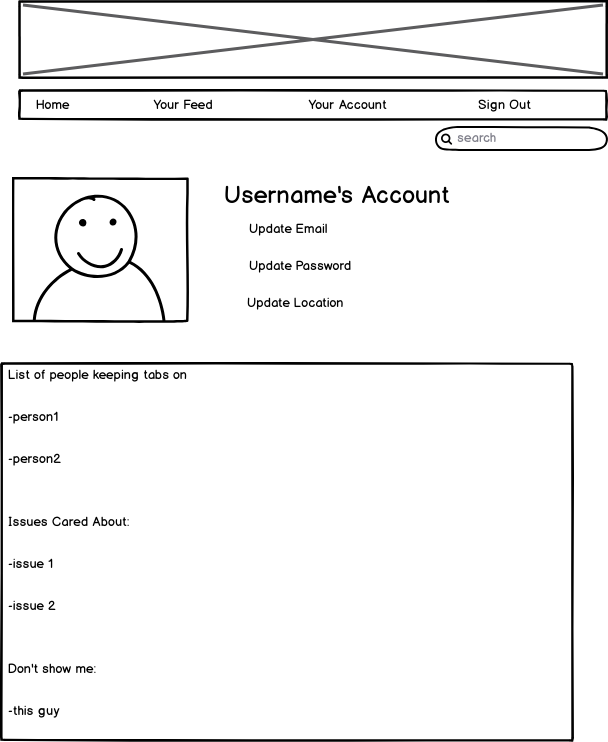 Home Your Feed Your Account Sign Out
search
Username's Account
Update Email
Update Password
Update Location
List of people keeping tabs on
-person1
-person2
Issues Cared About:
-issue 1
-issue 2
Don't show me:
-this guy